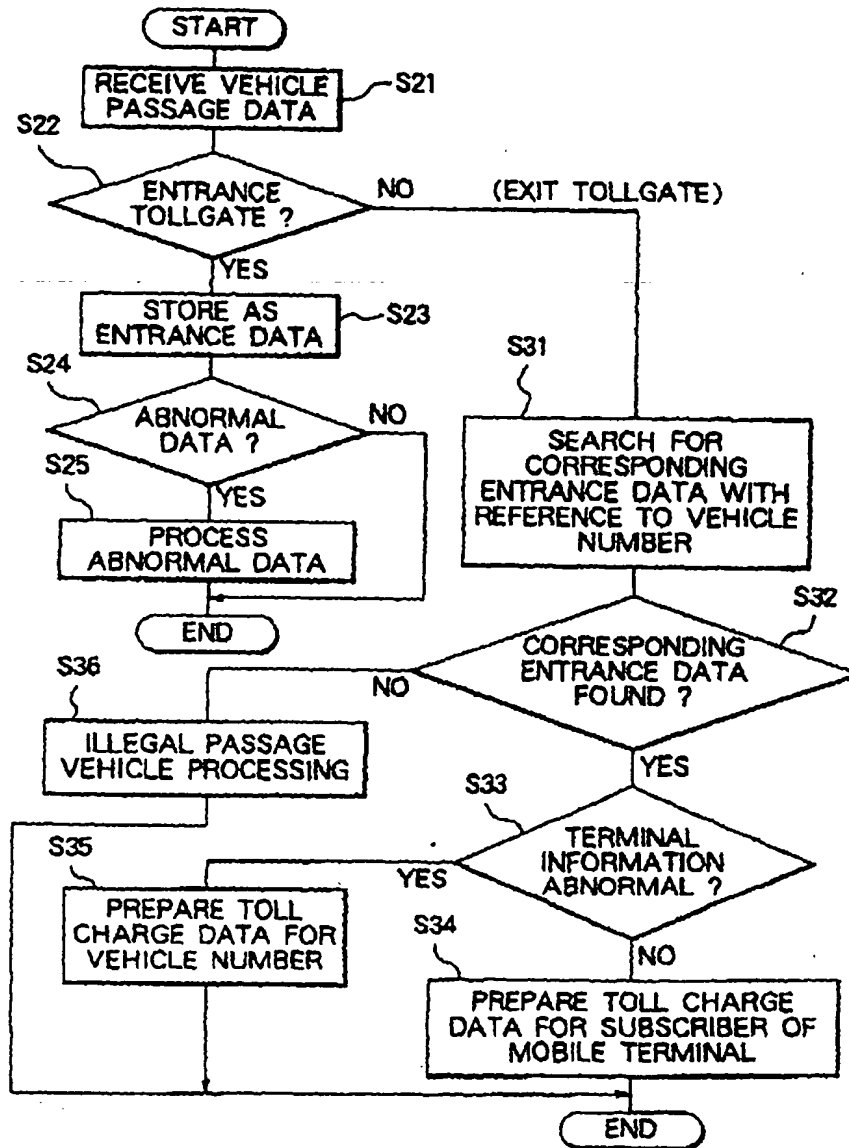 START
RECEIVE VEHICLE
PASSAGE DATA
S21
S22
ENTRANCE
TOLLGATE ?
NO
(EXIT TOLLGATE)
YES
STORE AS
ENTRANCE DATA
S23
S24
ABNORMAL
DATA ?
NO
YES
S25
PROCESS
ABNORMAL DATA
END
S31
SEARCH FOR
CORRESPONDING
ENTRANCE DATA WITH
REFERENCE TO VEHICLE
NUMBER
S32
CORRESPONDING
ENTRANCE DATA
FOUND ?
NO
YES
S36
ILLEGAL PASSAGE
VEHICLE PROCESSING
S33
TERMINAL
INFORMATION
ABNORMAL ?
YES
NO
S35
PREPARE TOLL
CHARGE DATA FOR
VEHICLE NUMBER
S34
PREPARE TOLL CHARGE
DATA FOR SUBSCRIBER OF
MOBILE TERMINAL
END